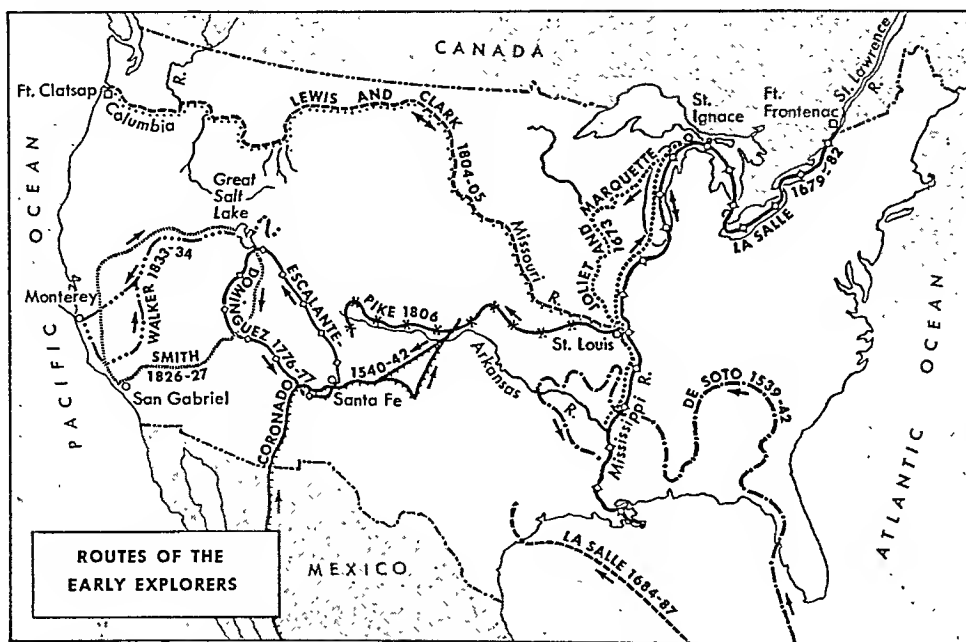 CANADA
Ft. Clatsap
Columbia
R.
LEWIS AND CLARK 1804-05
St. Ignace
Ft. Frontenac
St. Lawrence R.
Great Salt Lake
MARQUETTE
JOLIET AND 1673
LA SALLE 1679-82
PACIFIC OCEAN
Monterey
WALKER 1833-34
DOMINGUEZ 1776-77
ESCALANTE-
PIKE 1806
Missouri R.
St. Louis
SMITH
1826-27
San Gabriel
1540-42
Santa Fe
CORONADO
Arkansas R.
Mississippi R.
DE SOTO 1539-42
ATLANTIC OCEAN
LA SALLE 1684-87
MEXICO
ROUTES OF THE
EARLY EXPLORERS